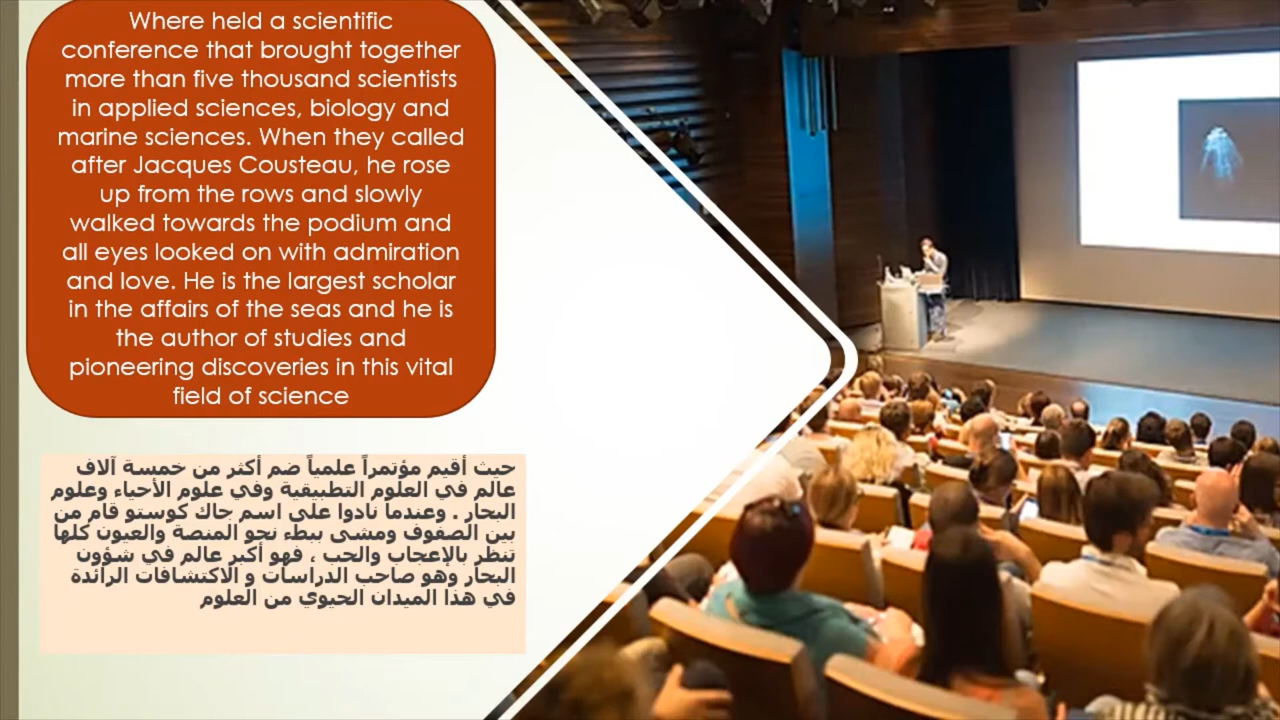 Where held a scientific
conference that brought together
more than five thousand scientists
in applied sciences, biology and
marine sciences. When they called
after Jacques Cousteau, he rose
up from the rows and slowly
walked towards the podium and
all eyes looked on with admiration
and love. He is the largest scholar
in the affairs of the seas and he is
the author of studies and
pioneering discoveries in this vital
field of science
حيث أقيم مؤتمراً علمياً ضم أكثر من خمسة آلاف
عالم في العلوم التطبيقية وفي علوم الأحياء وعلوم
البحار . وعندما نادوا على اسم جاك كوستو قام من
بين الصفوف ومشى ببطء نحو المنصة والعيون كلها
تنظر بالإعجاب والحب ، فهو أكبر عالم في شؤون
البحار وهو صاحب الدراسات و الاكتشافات الرائدة
في هذا الميدان الحيوي من العلوم